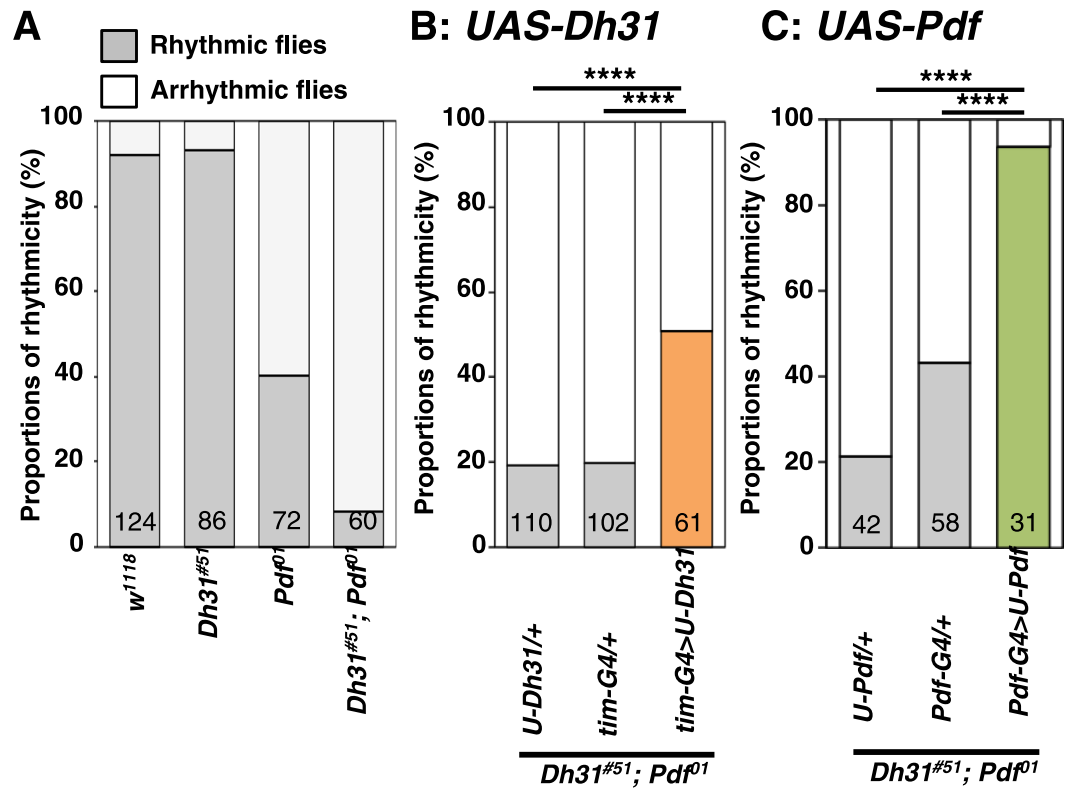 A
Rhythmic flies
Arrhythmic flies
Proportions of rhythmicity (%)
100
80
60
40
20
0
124
86
72
60
w1118
Dh31#51
Pdf01
Dh31#51; Pdf01
B: UAS-Dh31
****
****
Proportions of rhythmicity (%)
100
80
60
40
20
0
110
102
61
U-Dh31/+
tim-G4/+
tim-G4>U-Dh31
Dh31#51; Pdf01
C: UAS-Pdf
****
****
Proportions of rhythmicity (%)
100
80
60
40
20
0
42
58
31
U-Pdf/+
Pdf-G4/+
Pdf-G4>U-Pdf
Dh31#51; Pdf01